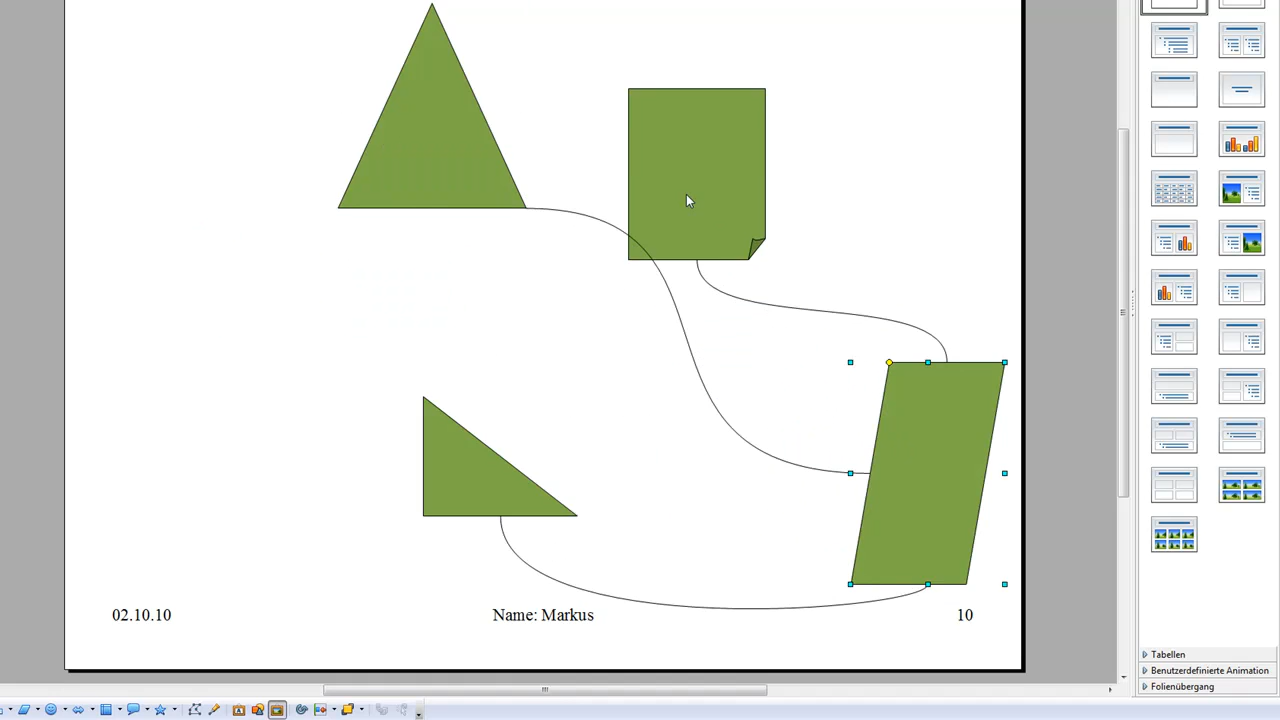 02.10.10
Name: Markus
10
Tabellen
Benutzerdefinierte Animation
Folienübergang